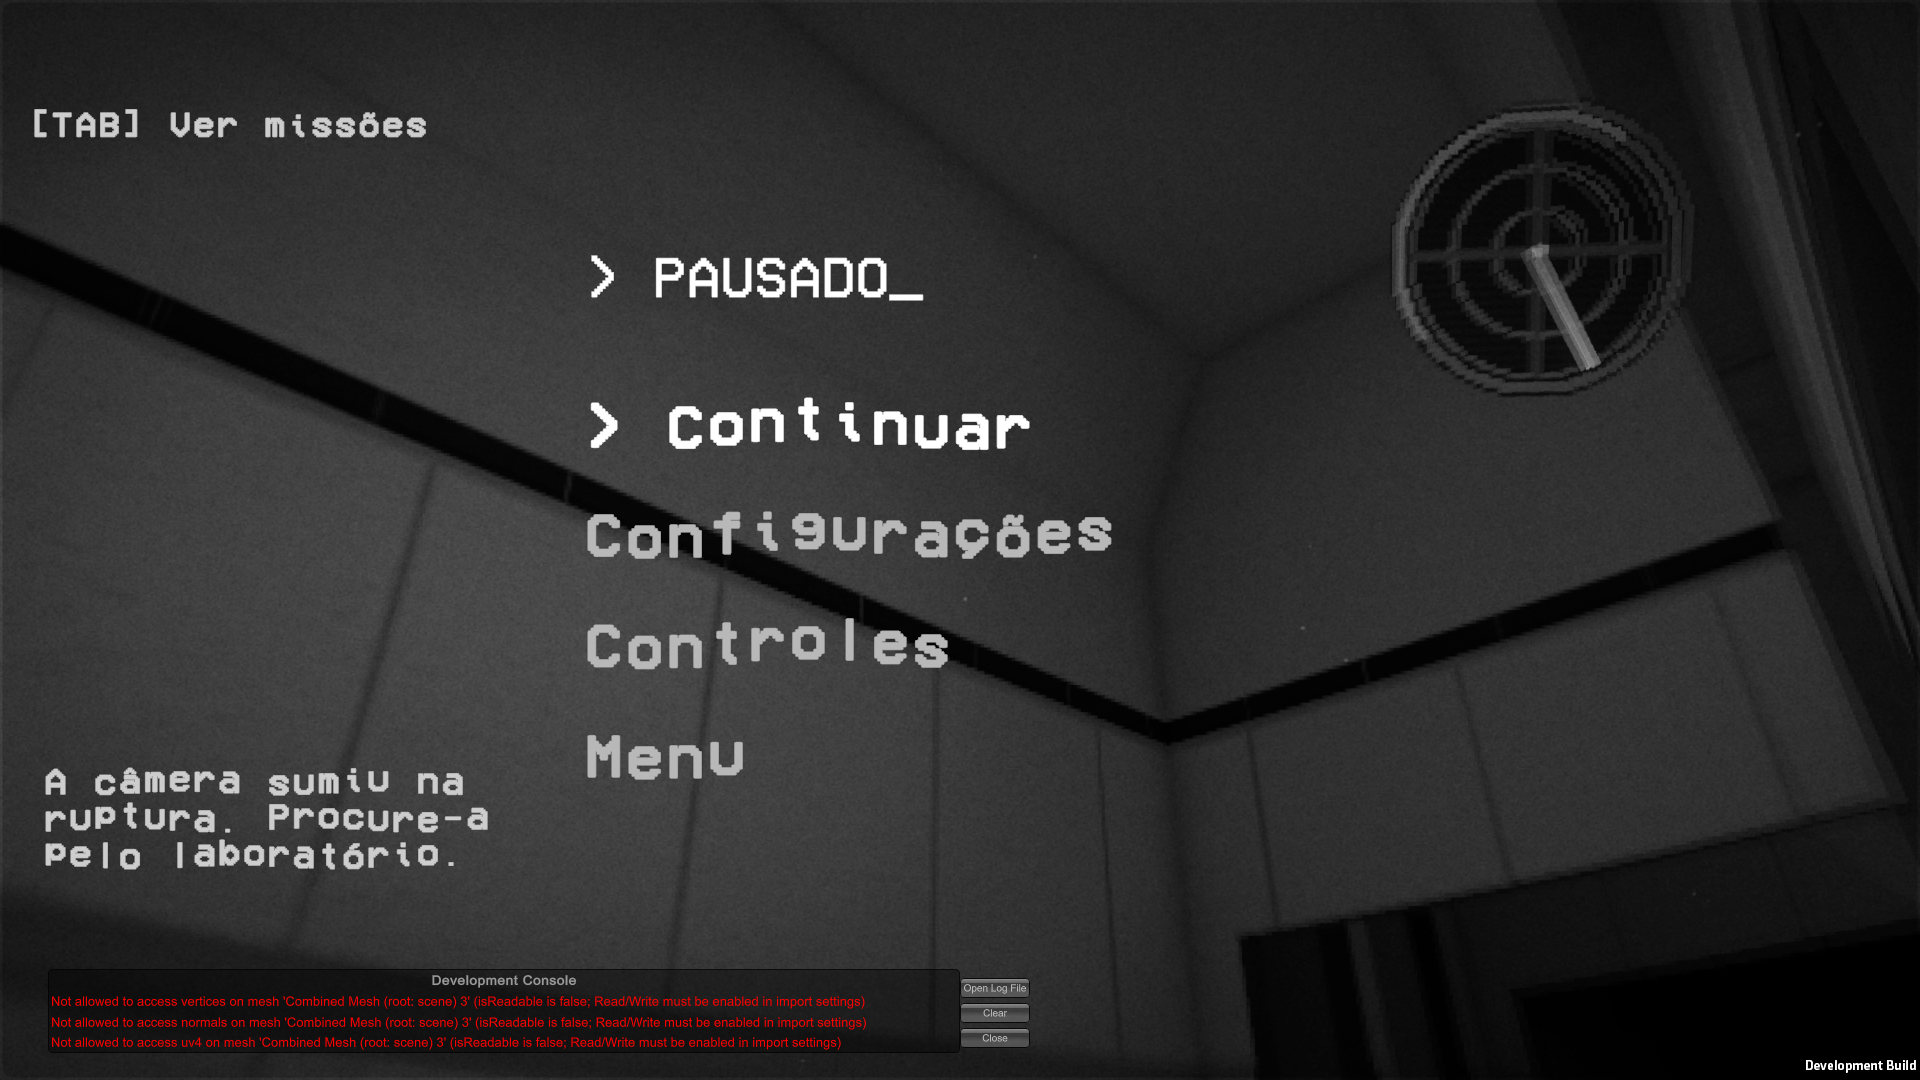 [TAB] Ver missões
> PAUSADO_
> Continuar
Configurações
Controles
Menu
A câmera sumiu na
ruptura. Procure-a
pelo laboratório.
Development Console
Not allowed to access vertices on mesh 'Combined Mesh (root: scene) 3' (isReadable is false; Read/Write must be enabled in import settings)
Not allowed to access normals on mesh 'Combined Mesh (root: scene) 3' (isReadable is false; Read/Write must be enabled in import settings)
Not allowed to access uv4 on mesh 'Combined Mesh (root: scene) 3' (isReadable is false; Read/Write must be enabled in import settings)
Open Log File
Clear
Close
Development Build